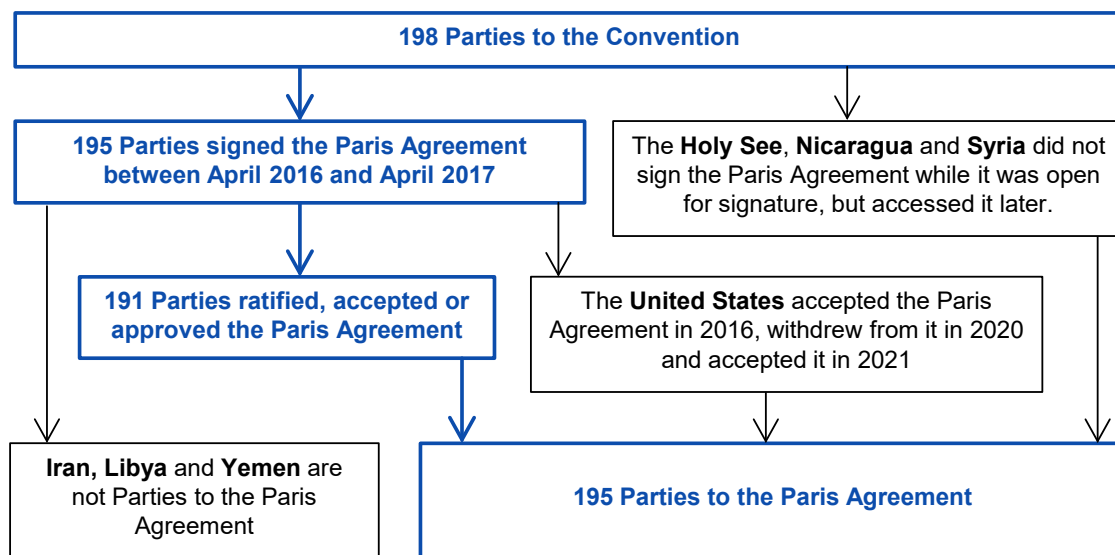 198 Parties to the Convention
195 Parties signed the Paris Agreement
between April 2016 and April 2017
The Holy See, Nicaragua and Syria did not
sign the Paris Agreement while it was open
for signature, but accessed it later.
191 Parties ratified, accepted or
approved the Paris Agreement
The United States accepted the Paris
Agreement in 2016, withdrew from it in 2020
and accepted it in 2021
Iran, Libya and Yemen are
not Parties to the Paris
Agreement
195 Parties to the Paris Agreement